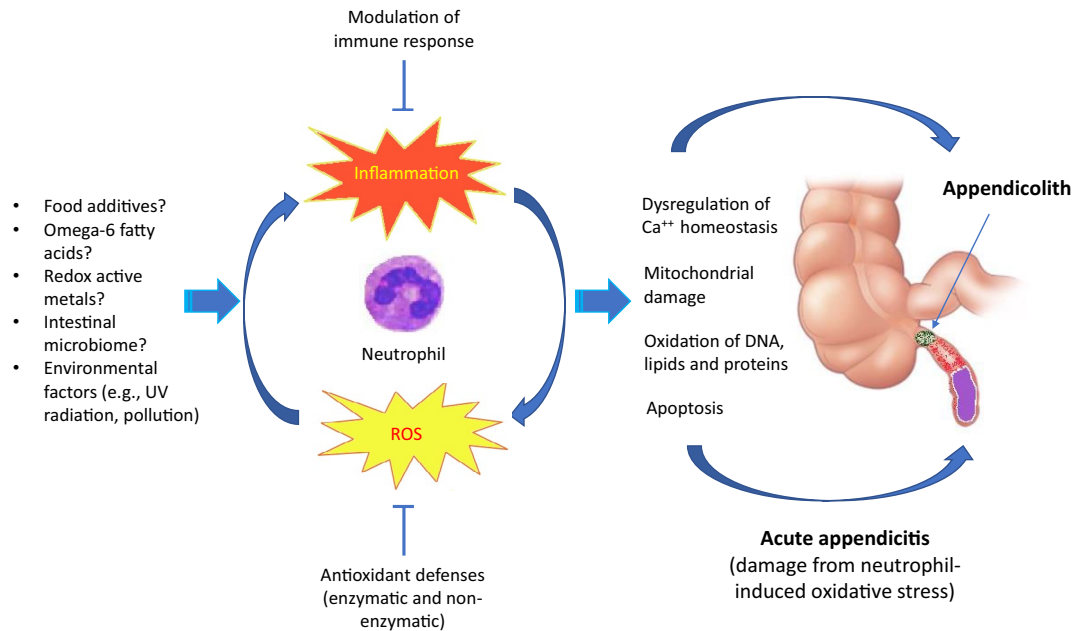 Modulation of
immune response
Inflammation
• Food additives?
• Omega-6 fatty
acids?
• Redox active
metals?
• Intestinal
microbiome?
• Environmental
factors (e.g., UV
radiation, pollution)
Neutrophil
ROS
Antioxidant defenses
(enzymatic and non-
enzymatic)
Dysregulation of
Ca⁺⁺ homeostasis
Mitochondrial
damage
Oxidation of DNA,
lipids and proteins
Apoptosis
Appendicolith
Acute appendicitis
(damage from neutrophil-
induced oxidative stress)